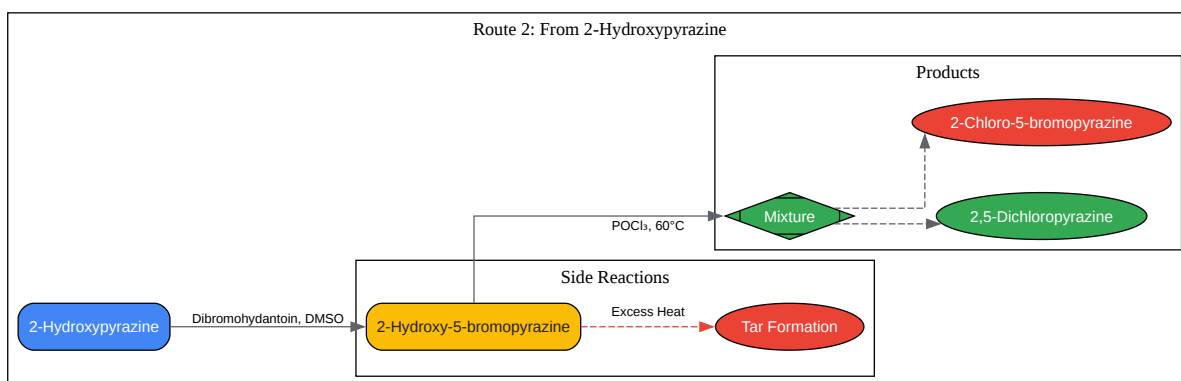 Route 2: From 2-Hydroxypyrazine
Products
2-Chloro-5-bromopyrazine
Mixture
2,5-Dichloropyrazine
POCl₃, 60°C
Side Reactions
2-Hydroxypyrazine
Dibromohydantoin, DMSO
2-Hydroxy-5-bromopyrazine
Excess Heat
Tar Formation